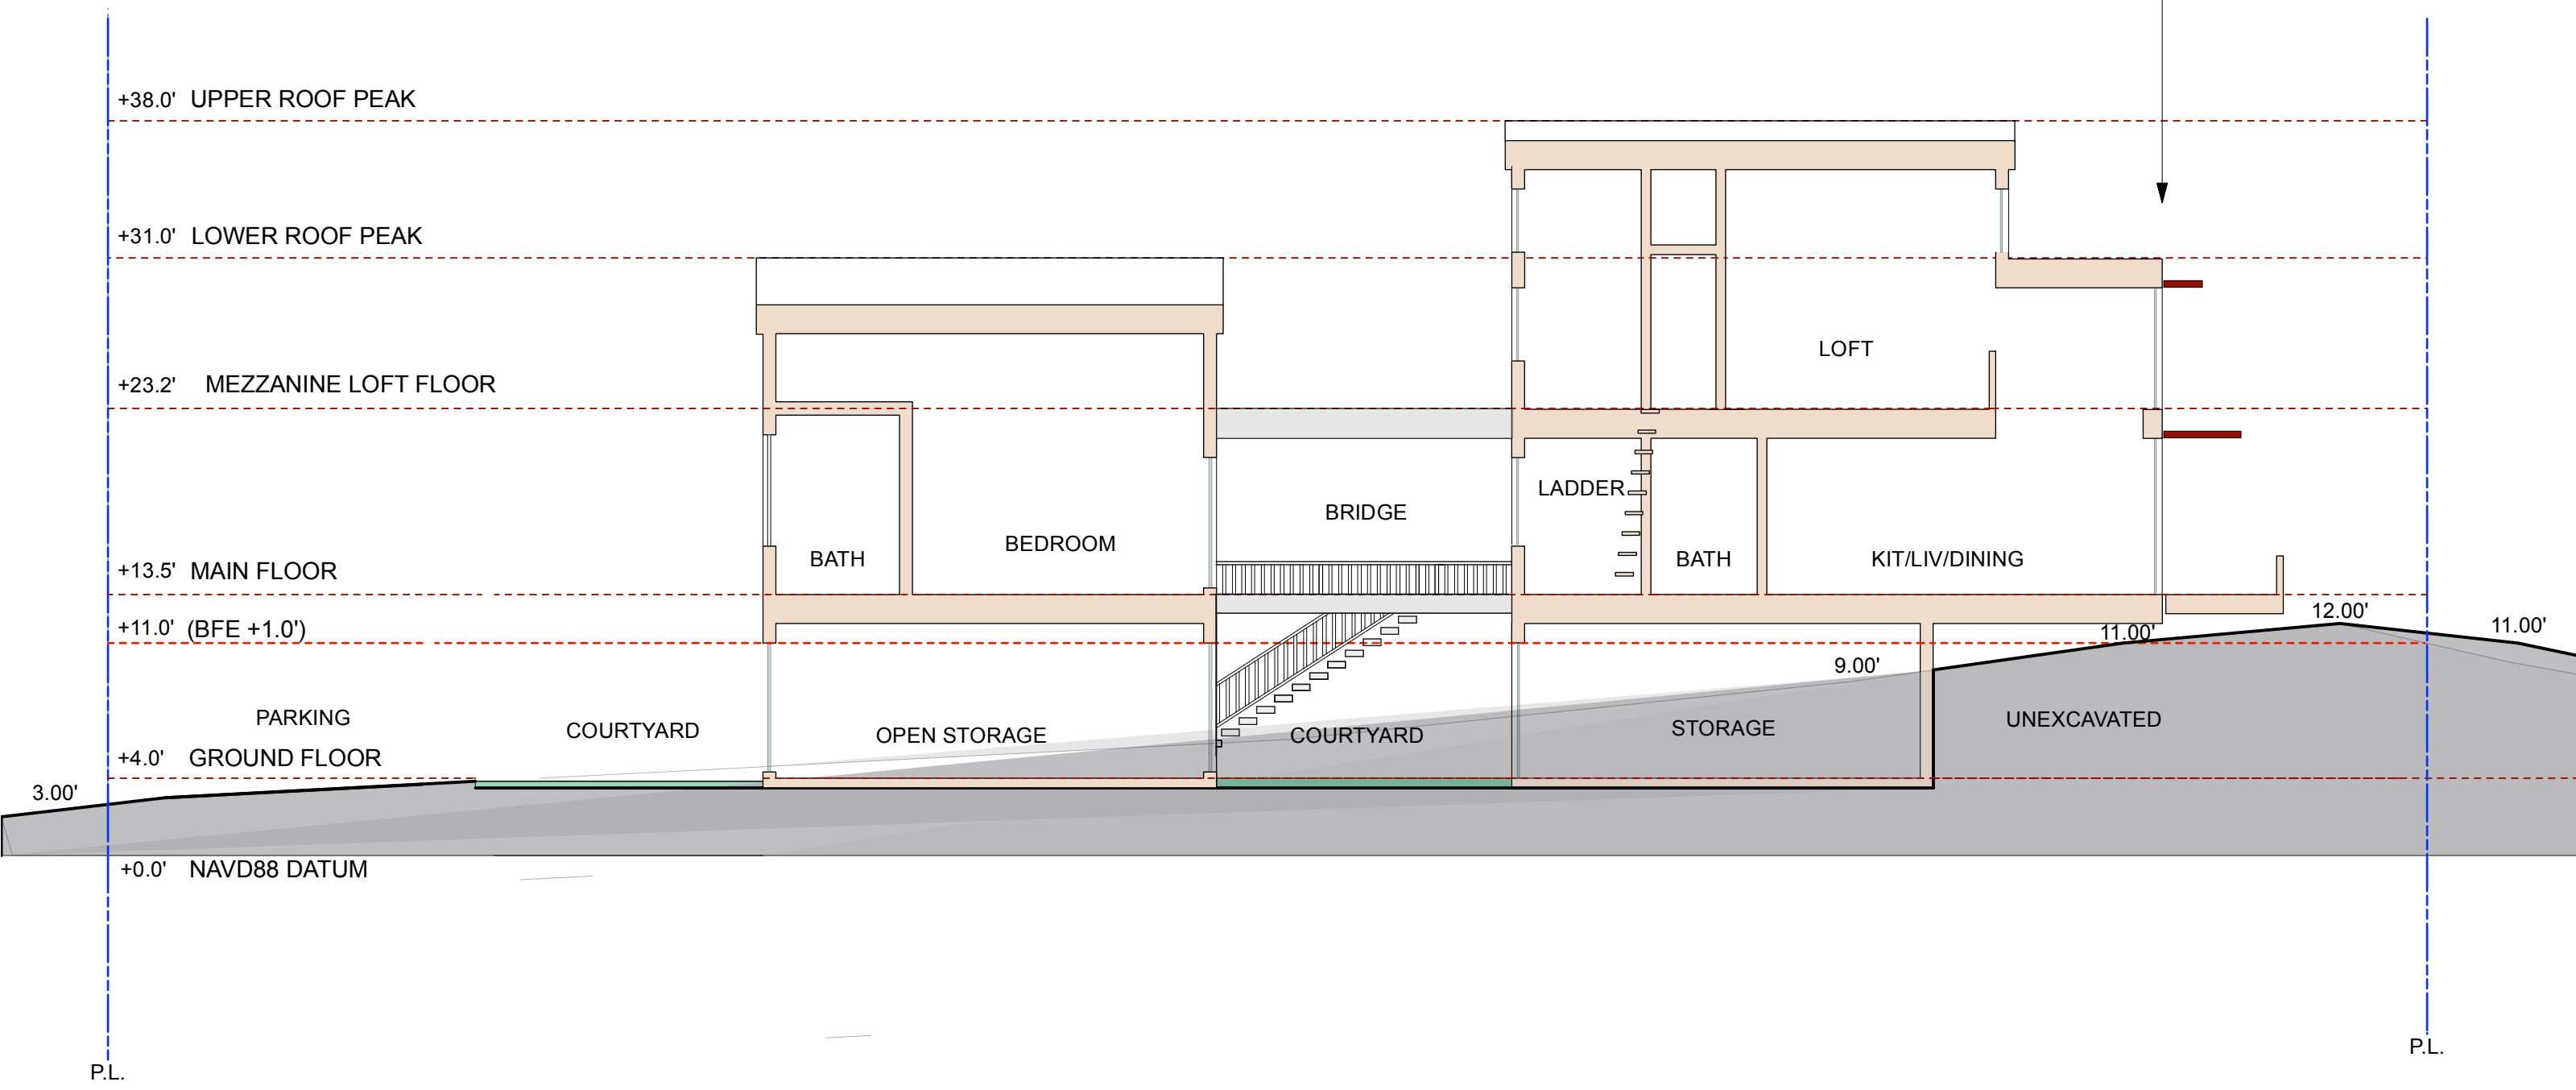 +38.0' UPPER ROOF PEAK
+31.0' LOWER ROOF PEAK
LOFT
+23.2' MEZZANINE LOFT FLOOR
LADDER
BRIDGE
BEDROOM
BATH
BATH
KIT/LIV/DINING
+13.5' MAIN FLOOR
12.00'
+11.0' (BFE +1.0')
11.00'
11.00'
9.00'
PARKING
COURTYARD
OPEN STORAGE
COURTYARD
STORAGE
UNEXCAVATED
+4.0' GROUND FLOOR
3.00'
+0.0' NAVD88 DATUM
P.L.
P.L.